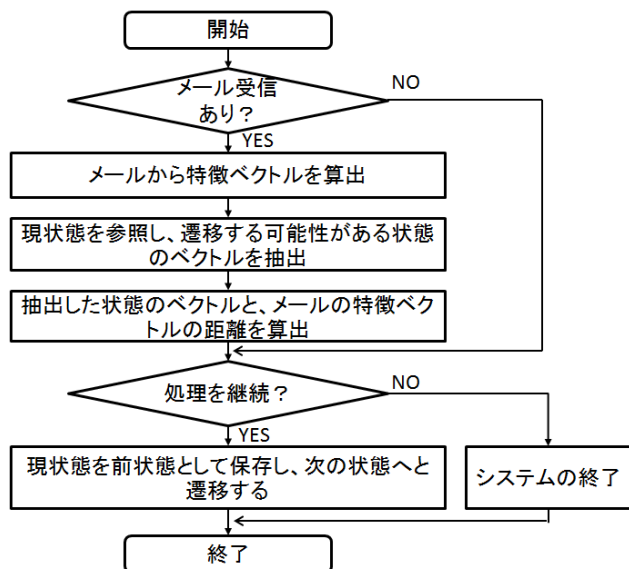 開始
メール受信
あり?
NO
YES
メールから特徴ベクトルを算出
現状態を参照し、遷移する可能性がある状態
のベクトルを抽出
抽出した状態のベクトルと、メールの特徴ベク
トルの距離を算出
処理を継続?
NO
YES
現状態を前状態として保存し、次の状態へと
遷移する
システムの終了
終了